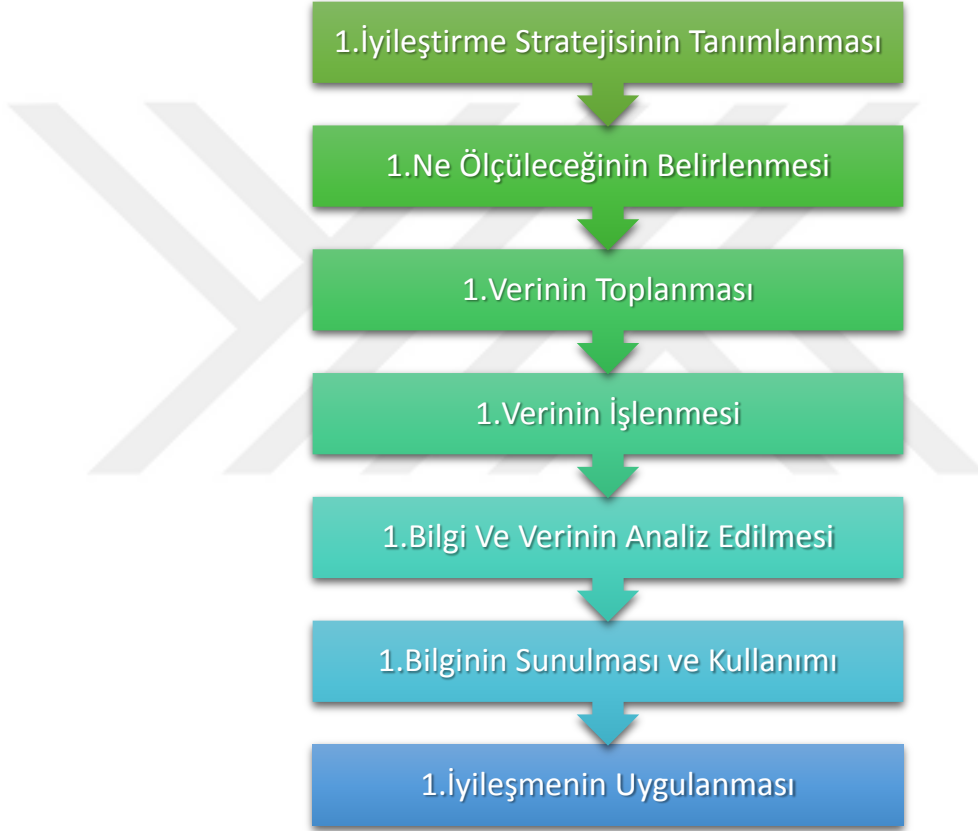 1.İyileştirme Stratejisinin Tanımlanması
1.Ne Ölçüleceğinin Belirlenmesi
1.Verinin Toplanması
1.Verinin İşlenmesi
1.Bilgi Ve Verinin Analiz Edilmesi
1.Bilginin Sunulması ve Kullanımı
1.İyileşmenin Uygulanması